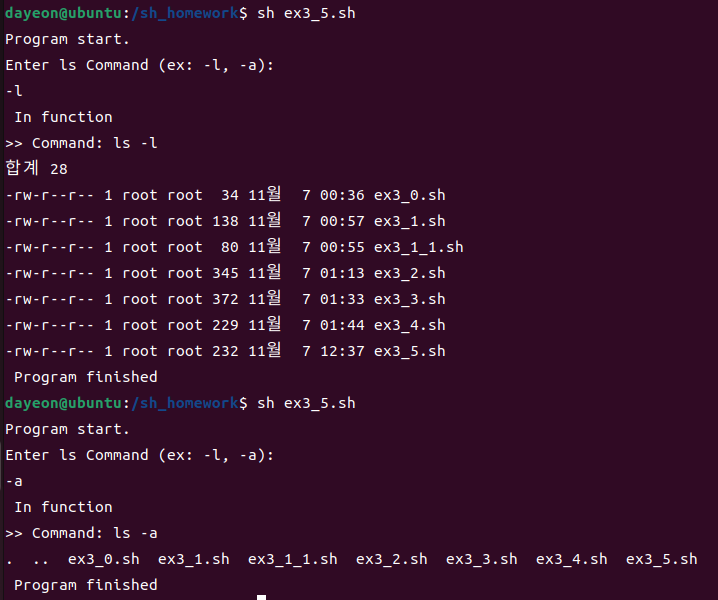 dayeon@ubuntu:/sh_homework$ sh ex3_5.sh
Program start.
Enter ls Command (ex: -l, -a):
-l
 In function
>> Command: ls -l
합계 28
-rw-r--r-- 1 root root  34 11월  7 00:36 ex3_0.sh
-rw-r--r-- 1 root root 138 11월  7 00:57 ex3_1.sh
-rw-r--r-- 1 root root  80 11월  7 00:55 ex3_1_1.sh
-rw-r--r-- 1 root root 345 11월  7 01:13 ex3_2.sh
-rw-r--r-- 1 root root 372 11월  7 01:33 ex3_3.sh
-rw-r--r-- 1 root root 229 11월  7 01:44 ex3_4.sh
-rw-r--r-- 1 root root 232 11월  7 12:37 ex3_5.sh
 Program finished
dayeon@ubuntu:/sh_homework$ sh ex3_5.sh
Program start.
Enter ls Command (ex: -l, -a):
-a
 In function
>> Command: ls -a
.  ..  ex3_0.sh  ex3_1.sh  ex3_1_1.sh  ex3_2.sh  ex3_3.sh  ex3_4.sh  ex3_5.sh
 Program finished